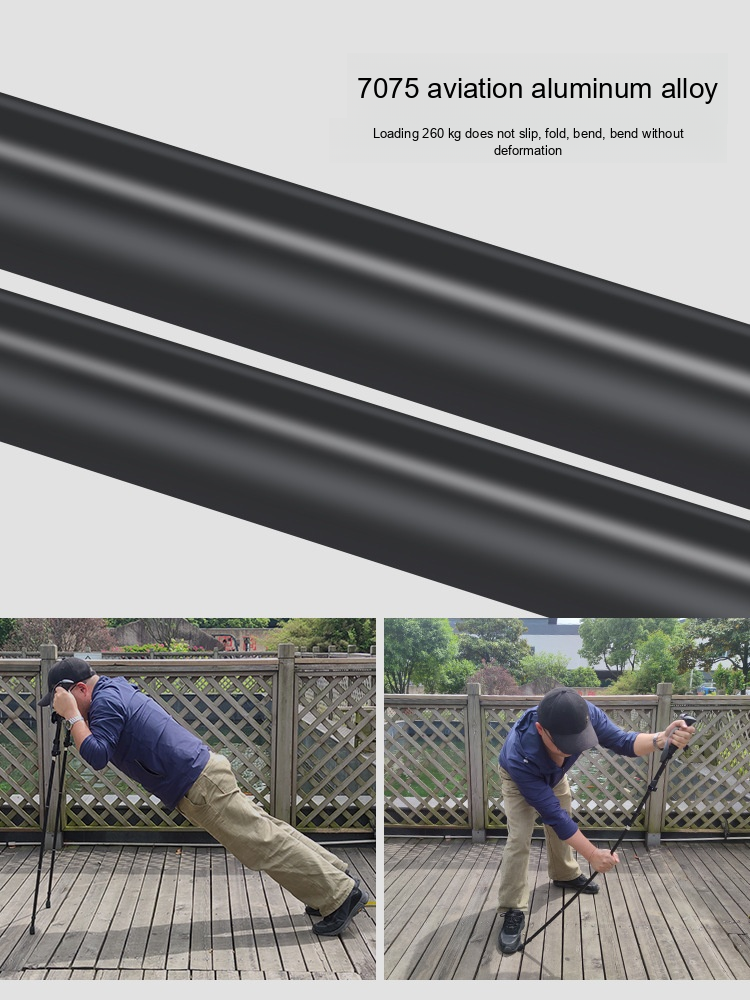 7075 aviation aluminum alloy
Loading 260 kg does not slip, fold, bend, bend without
deformation